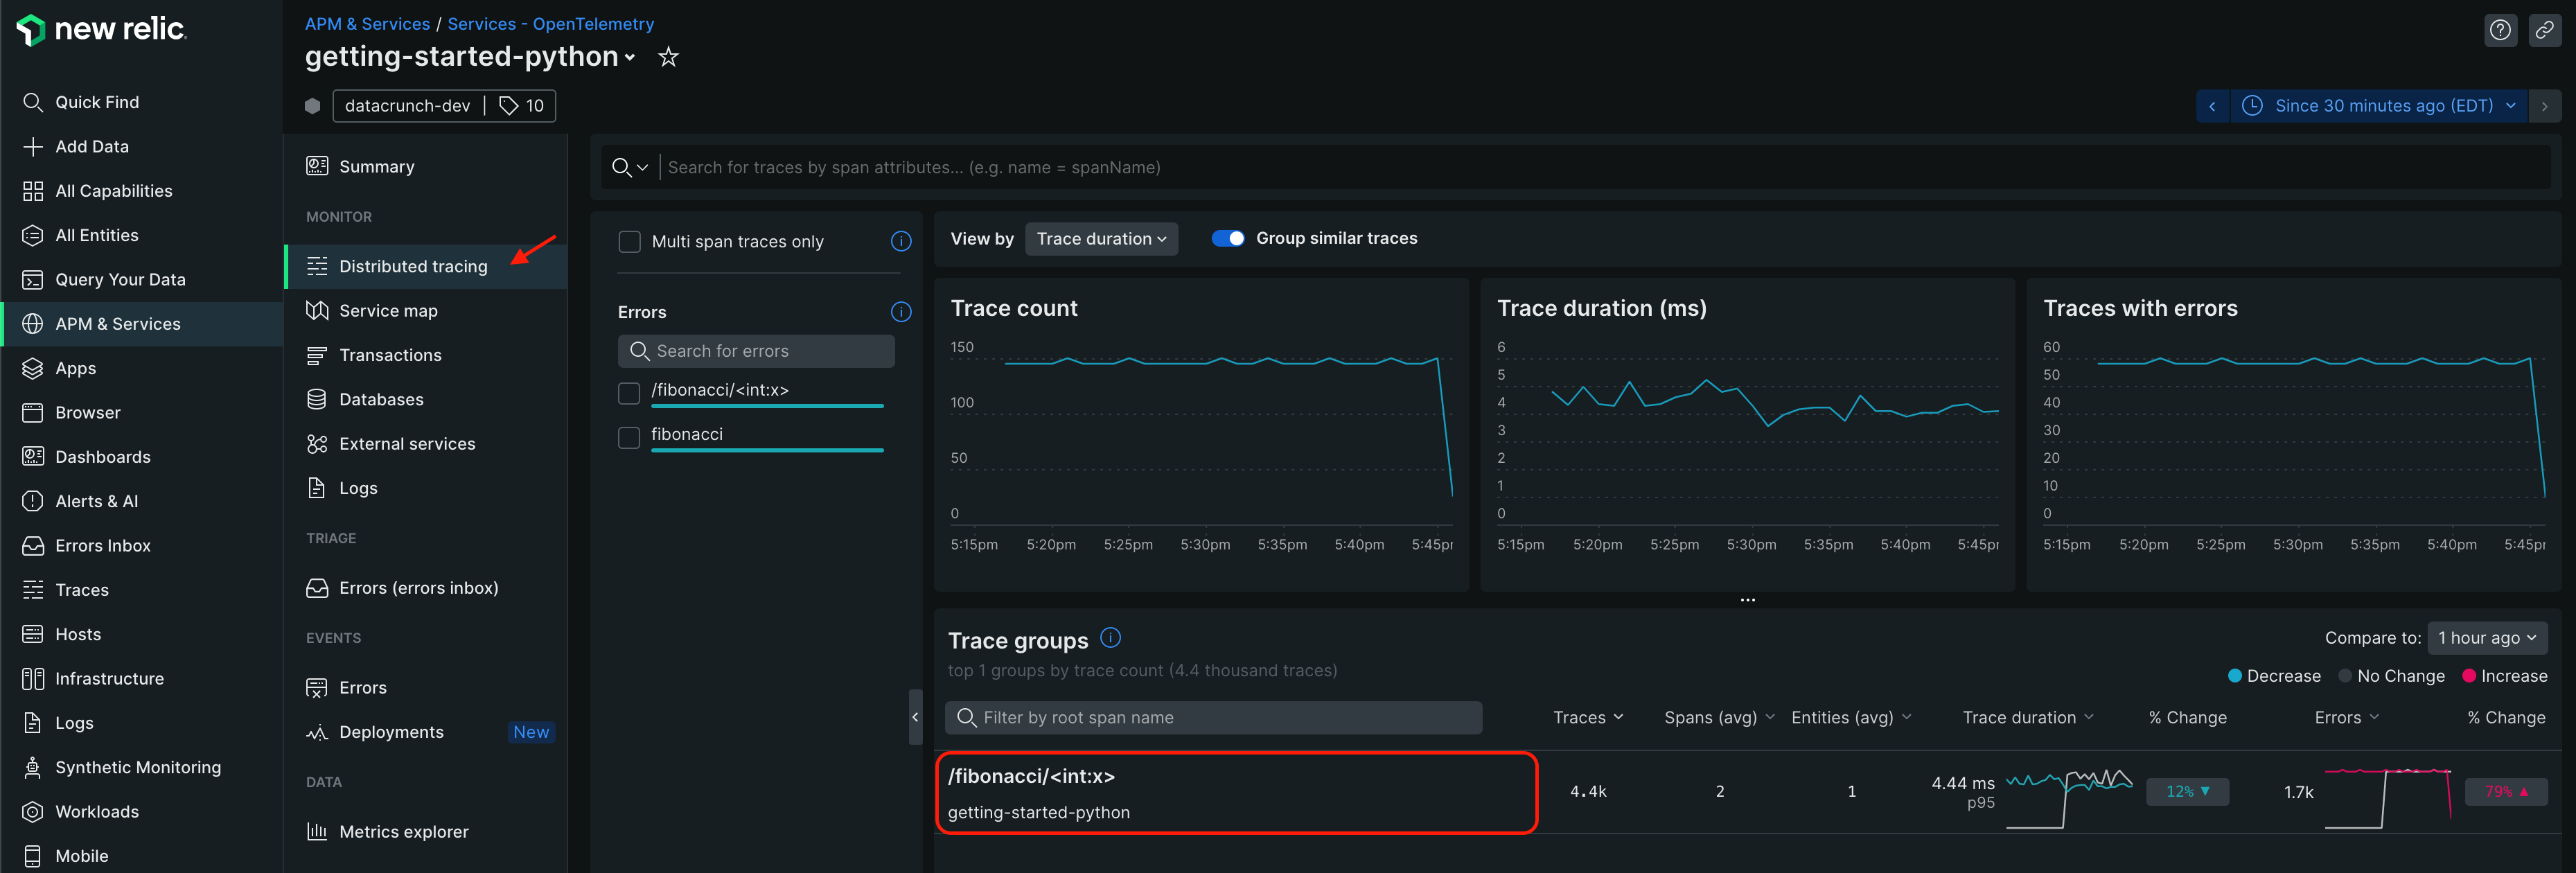 new relic.
APM & Services / Services - OpenTelemetry
getting-started-python
datacrunch-dev | 10
Since 30 minutes ago (EDT)
Quick Find
Add Data
All Capabilities
All Entities
Query Your Data
APM & Services
Apps
Browser
Dashboards
Alerts & AI
Errors Inbox
Traces
Hosts
Infrastructure
Logs
Synthetic Monitoring
Workloads
Mobile
Summary
MONITOR
Distributed tracing
Service map
Transactions
Databases
External services
Logs
TRIAGE
Errors (errors inbox)
EVENTS
Errors
Deployments New
DATA
Metrics explorer
Search for traces by span attributes... (e.g. name = spanName)
Multi span traces only
Errors
Search for errors
/fibonacci/<int:x>
fibonacci
View by Trace duration Group similar traces
Trace count
150
100
50
0
5:15pm 5:20pm 5:25pm 5:30pm 5:35pm 5:40pm 5:45pr
Trace duration (ms)
6
5
4
3
2
1
0
5:15pm 5:20pm 5:25pm 5:30pm 5:35pm 5:40pm 5:45pr
Traces with errors
60
50
40
30
20
10
0
5:15pm 5:20pm 5:25pm 5:30pm 5:35pm 5:40pm 5:45pr
...
Trace groups
Compare to: 1 hour ago
top 1 groups by trace count (4.4 thousand traces)
Decrease No Change Increase
Filter by root span name
Traces Spans (avg) Entities (avg) Trace duration % Change Errors % Change
/fibonacci/<int:x>
getting-started-python
4.4k 2 1 4.44 ms
p95
12% ▼ 1.7k 79% ▲